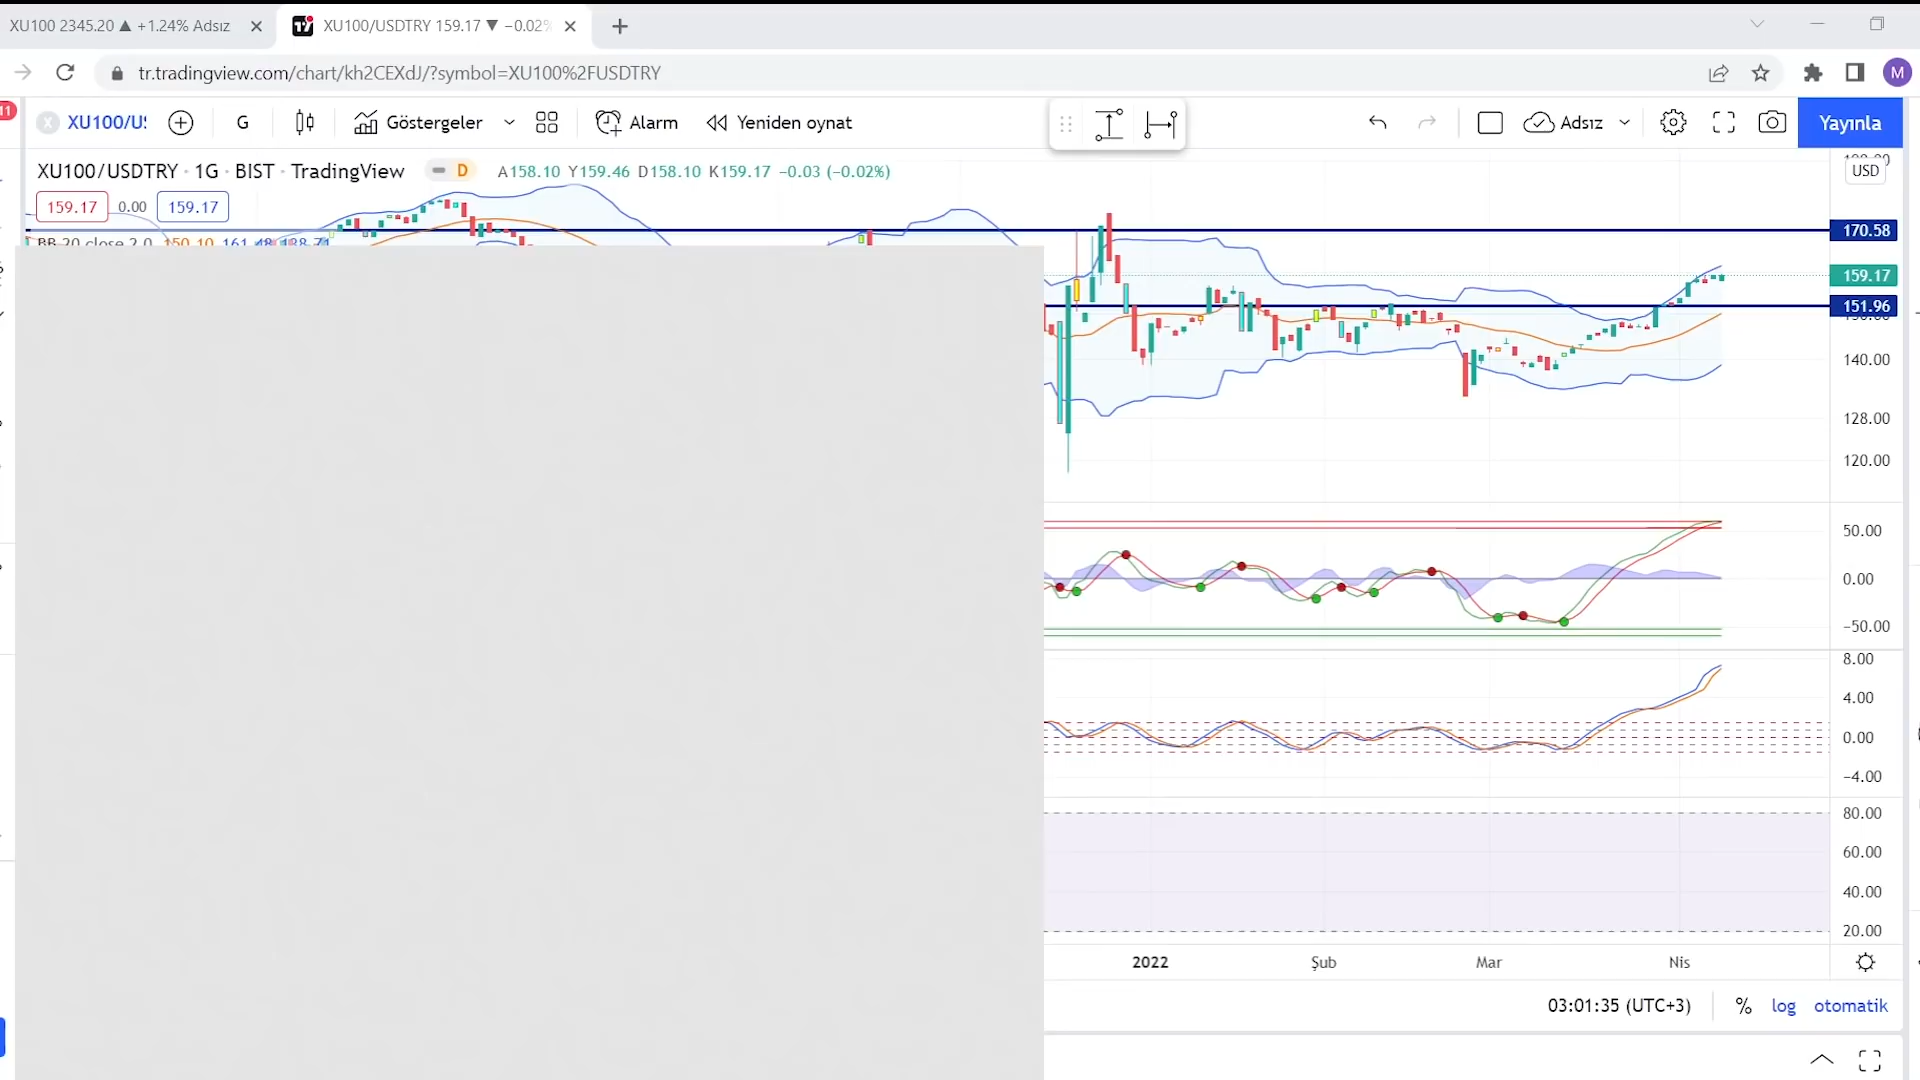 XU100 2345.20 ▲ +1.24% Adsız
XU100/USDTRY 159.17 ▼ −0.02%
tr.tradingview.com/chart/kh2CEXdJ/?symbol=XU100%2FUSDTRY
M
11
XU100/U
G
Göstergeler
Alarm
Yeniden oynat
Adsız
Yayınla
XU100/USDTRY · 1G · BIST · TradingView
D
A158.10 Y159.46 D158.10 K159.17 −0.03 (−0.02%)
USD
159.17 0.00 159.17
BB 20 close 2.0 150.10
170.58
159.17
151.96
140.00
128.00
120.00
50.00
0.00
−50.00
8.00
4.00
0.00
−4.00
80.00
60.00
40.00
20.00
2022 Şub Mar Nis
03:01:35 (UTC+3) % log otomatik